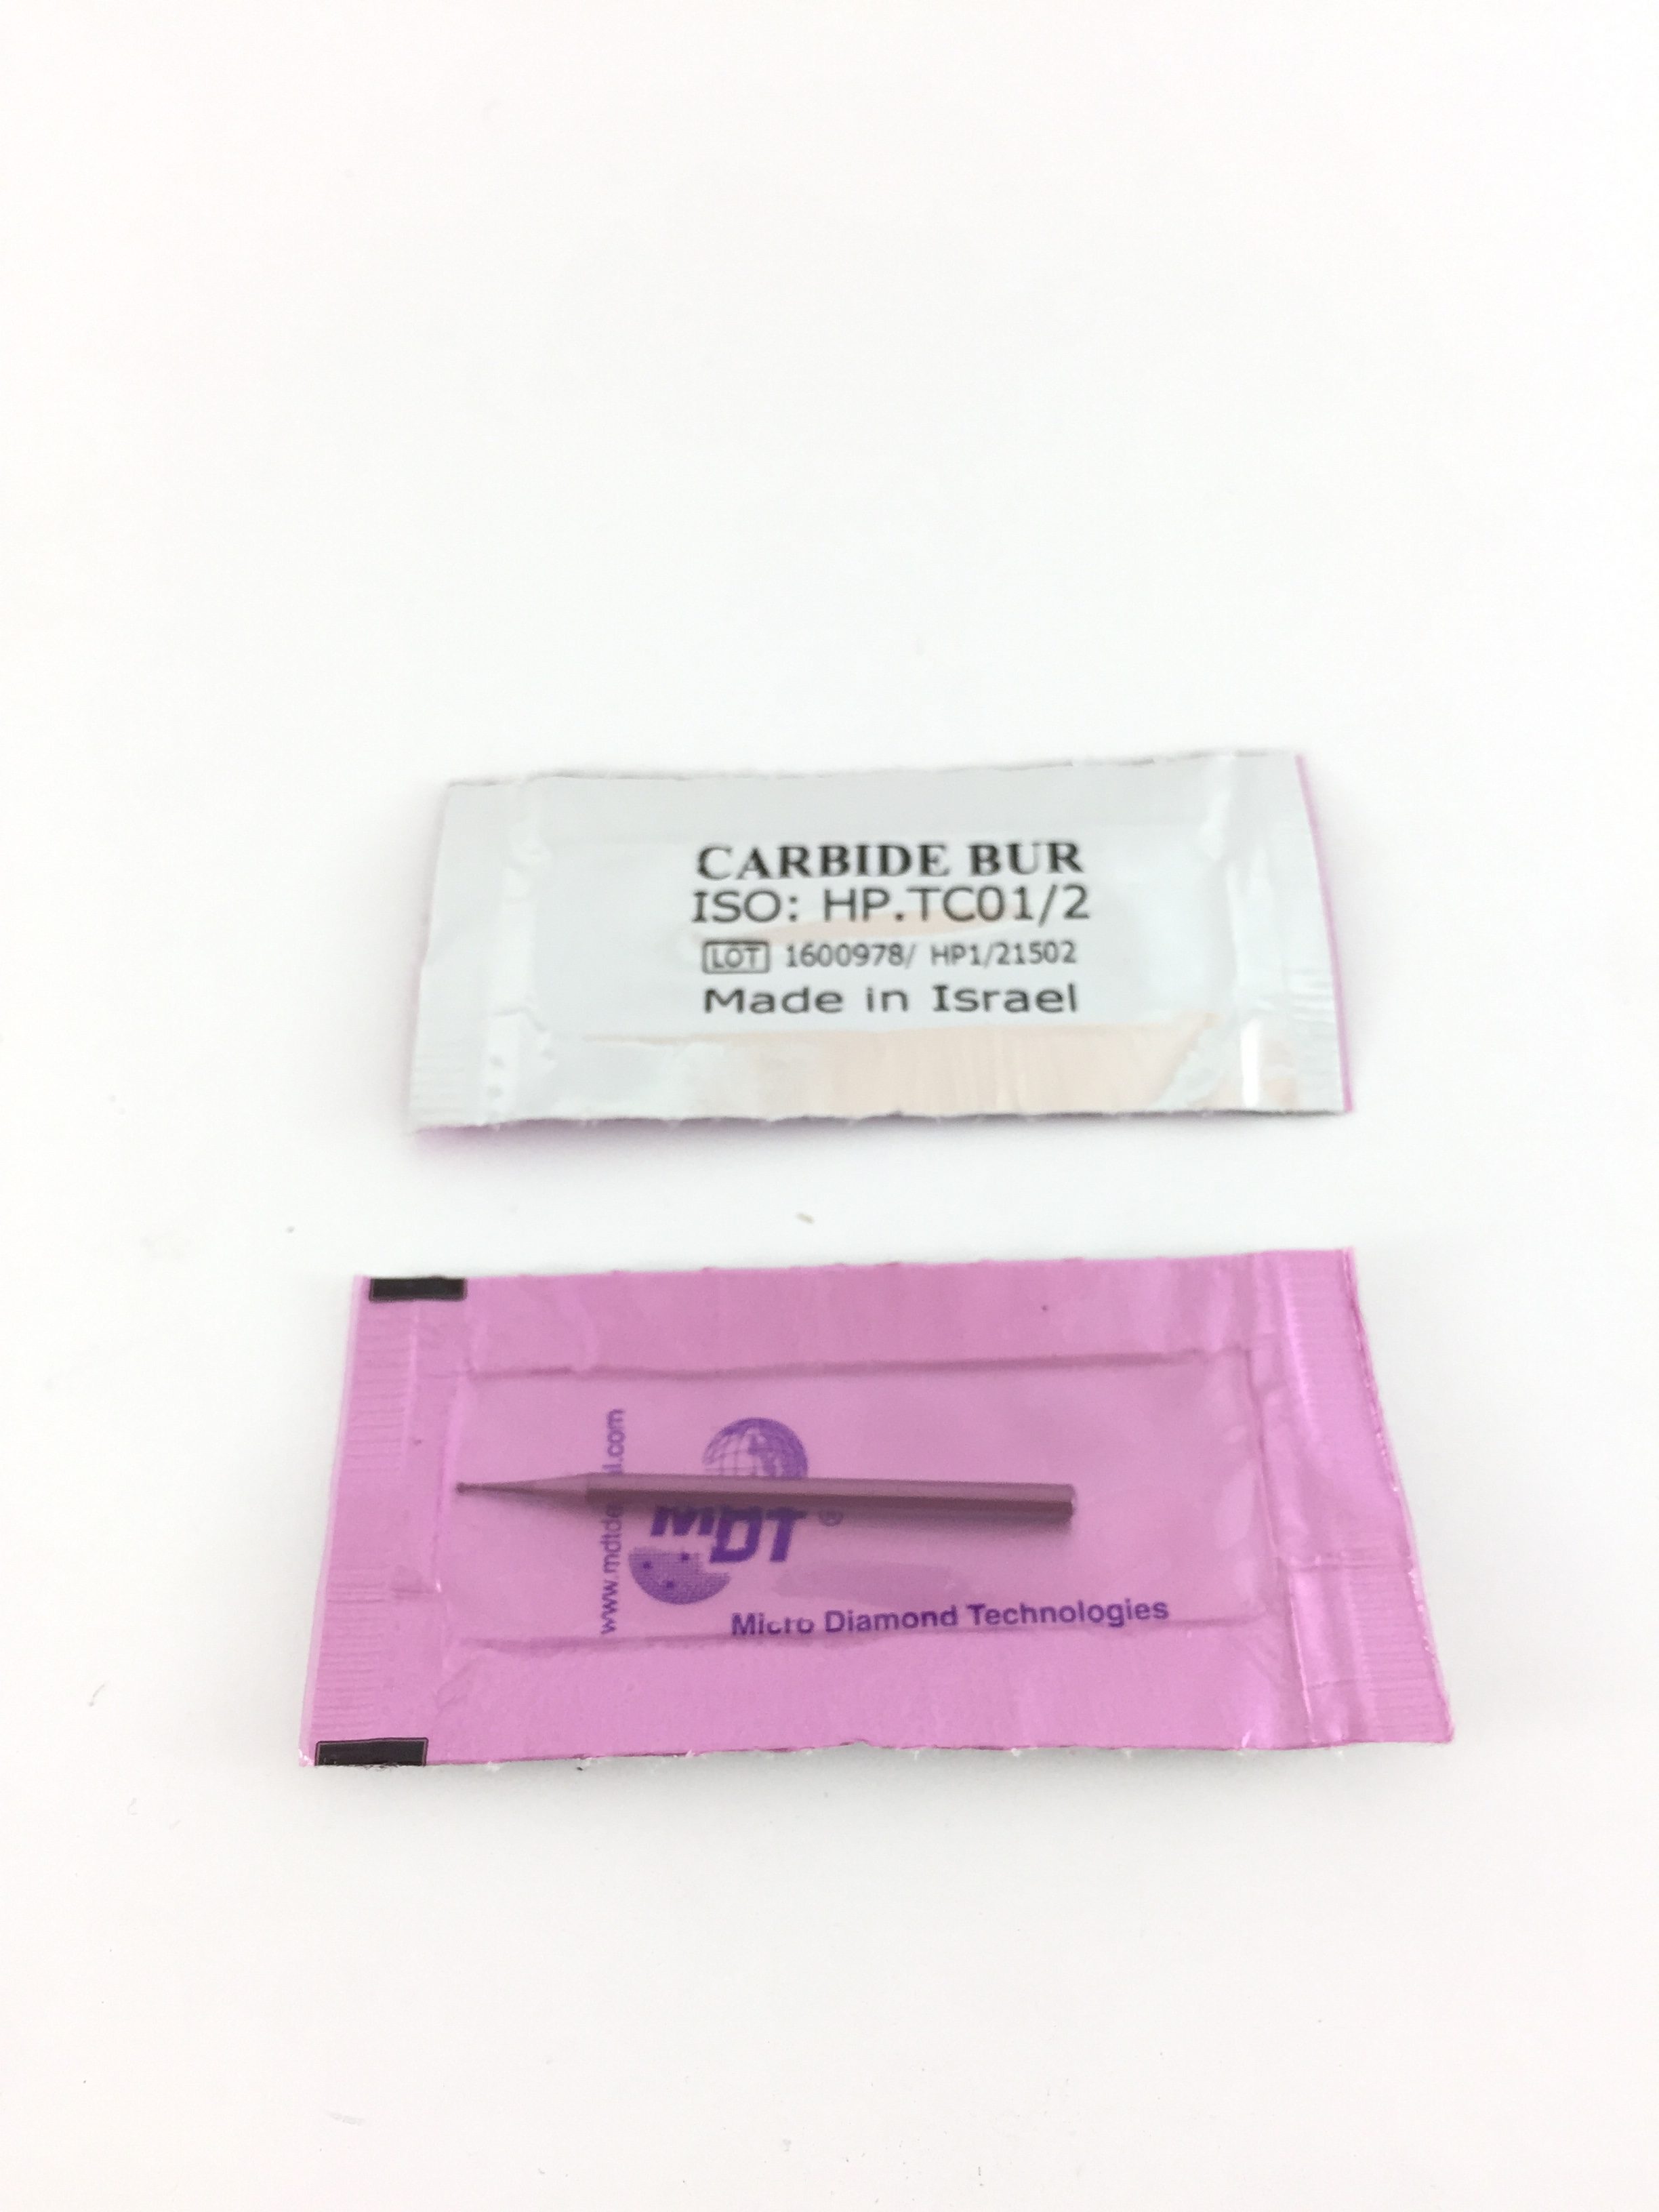 CARBIDE BUR
ISO: HP.TC01/2
LOT 1600978/ HP1/21502
Made in Israel
MDT ®
Micro Diamond Technologies